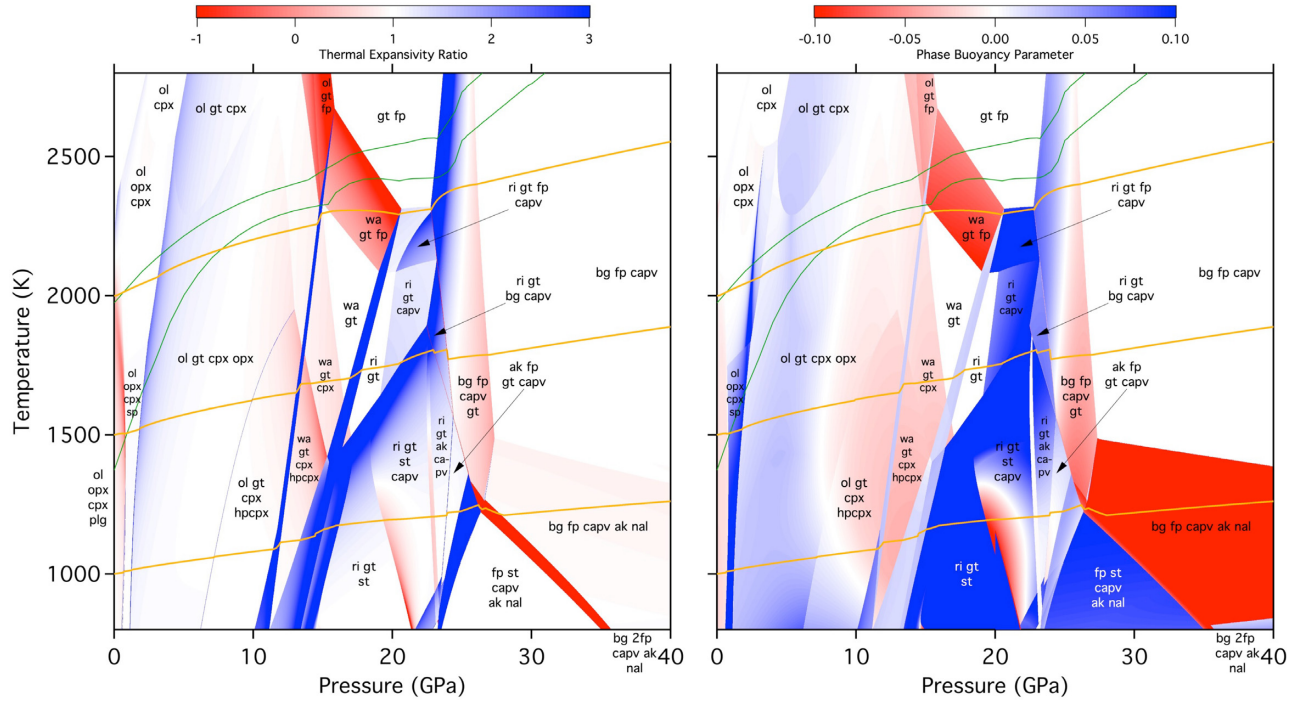 -1 0 1 2 3
Thermal Expansivity Ratio
-0.10 -0.05 0.00 0.05 0.10
Phase Buoyancy Parameter
Temperature (K)
2500
2000
1500
1000
0 10 20 30 40
Pressure (GPa)
ol
cpx
ol gt cpx
ol
gt
fp
gt fp
ol
opx
cpx
wa
gt fp
ri gt fp
capv
ri
gt
capv
wa
gt
bg fp capv
ri gt
bg capv
ol gt cpx opx
ol
opx
cpx
sp
wa
gt
cpx
ri
gt
bg fp
capv
gt
ak fp
gt capv
wa
gt
cpx
hpcpx
ri gt
st
capv
ri
gt
ak
ca-
pv
ol
opx
cpx
plg
ol gt
cpx
hpcpx
bg fp capv ak nal
ri gt
st
fp st
capv
ak nal
bg 2fp
capv ak
nal
ol
cpx
ol gt cpx
ol
gt
fp
gt fp
ol
opx
cpx
wa
gt fp
ri gt fp
capv
ri
gt
capv
wa
gt
bg fp capv
ri gt
bg capv
ol gt cpx opx
ol
opx
cpx
sp
wa
gt
cpx
ri
gt
bg fp
capv
gt
ak fp
gt capv
wa
gt
cpx
hpcpx
ri gt
st
capv
ri
gt
ak
ca-
pv
ol gt
cpx
hpcpx
bg fp capv ak nal
ri gt
st
fp st
capv
ak nal
0 10 20 30 40
bg 2fp
capv ak
nal
Pressure (GPa)